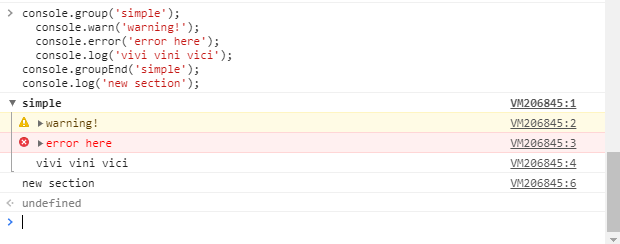 console.group('simple');
console.warn('warning!');
console.error('error here');
console.log('vivi vini vici');
console.groupEnd('simple');
console.log('new section');
simple VM206845:1
warning! VM206845:2
error here VM206845:3
vivi vini vici VM206845:4
new section VM206845:6
undefined